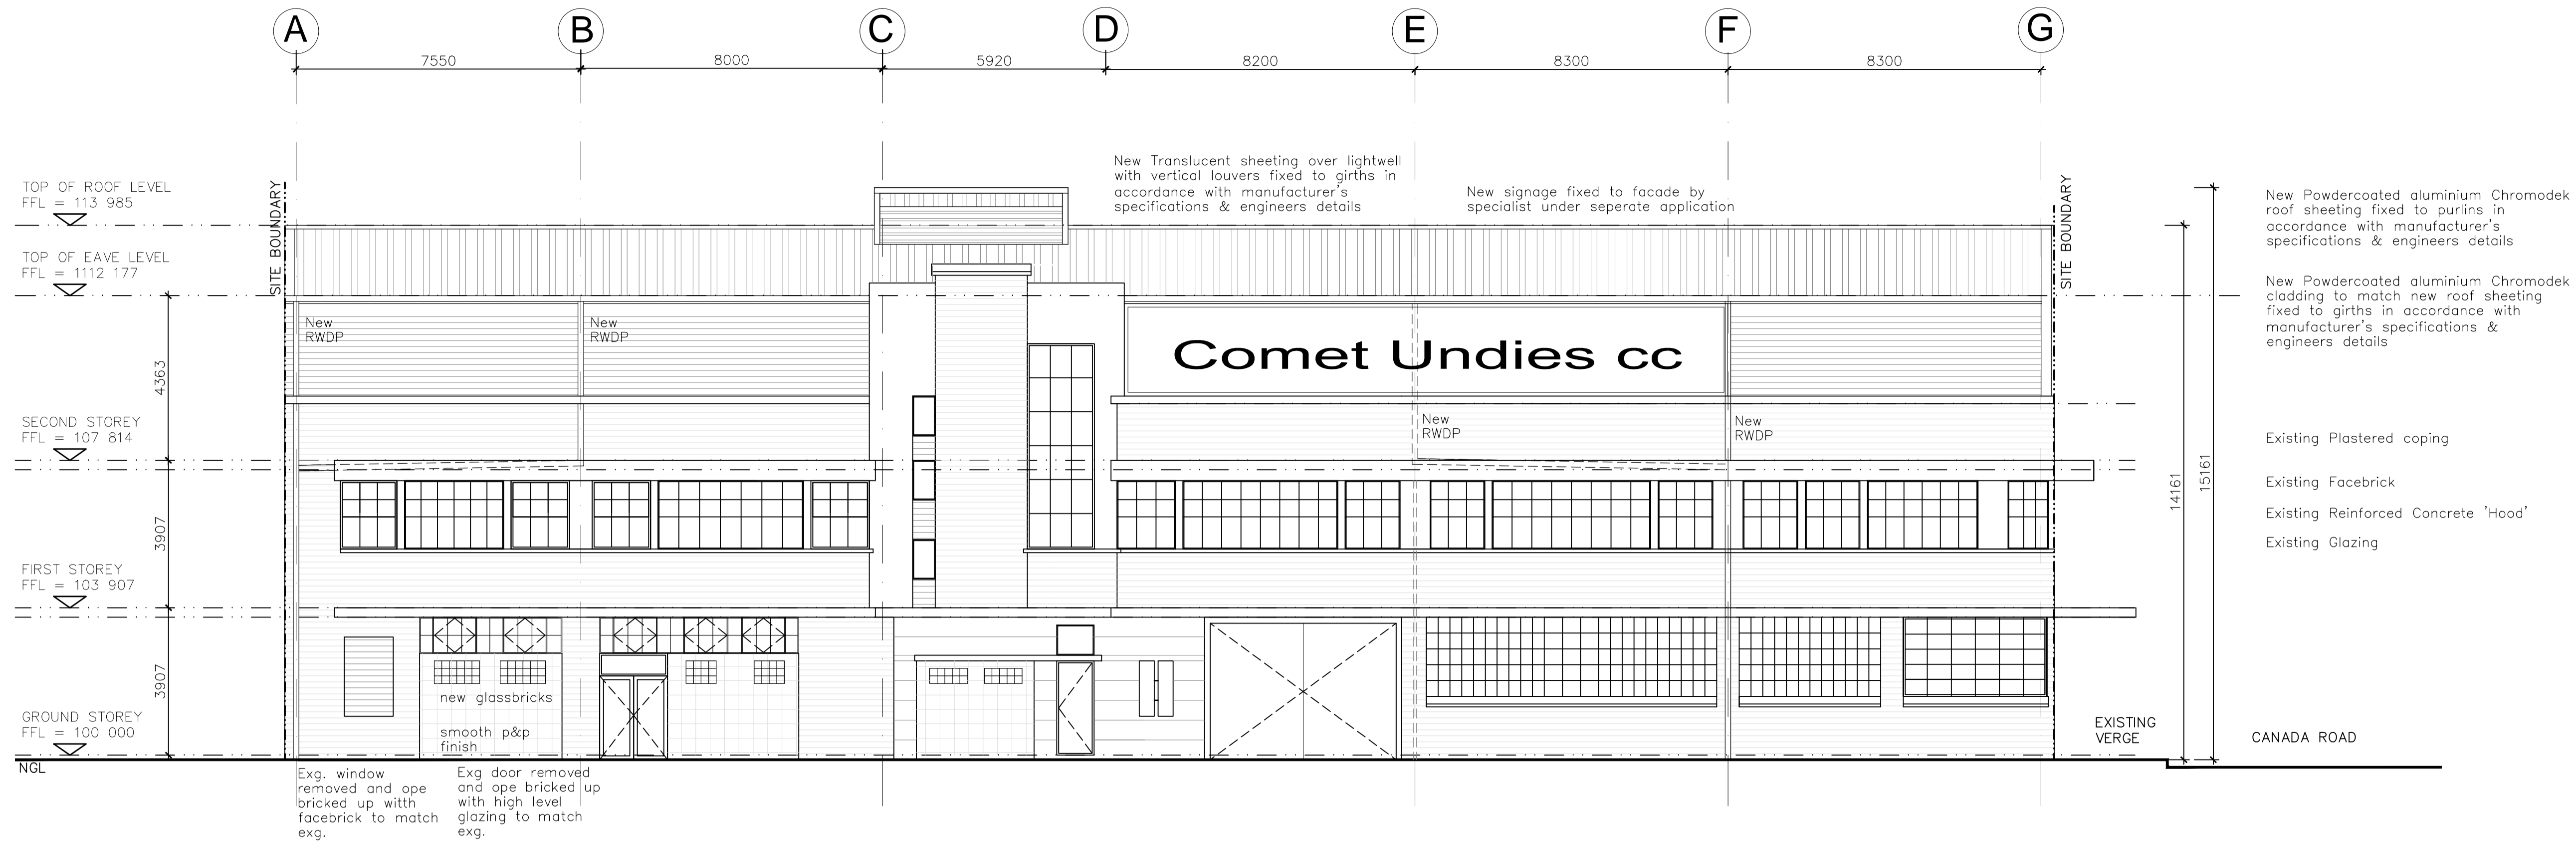 A
B
C
D
E
F
G
7550
8000
5920
8200
8300
8300
New Translucent sheeting over lightwell
with vertical louvers fixed to girths in
accordance with manufacturer's
specifications & engineers details
New signage fixed to facade by
specialist under seperate application
TOP OF ROOF LEVEL
FFL = 113 985
TOP OF EAVE LEVEL
FFL = 1112 177
SECOND STOREY
FFL = 107 814
FIRST STOREY
FFL = 103 907
GROUND STOREY
FFL = 100 000
NGL
4363
3907
3907
SITE BOUNDARY
New
RWDP
New
RWDP
Comet Undies cc
New
RWDP
New
RWDP
new glassbricks
smooth p&p
finish
Exg. window
removed and ope
bricked up witth
facebrick to match
exg.
Exg door removed
and ope bricked up
with high level
glazing to match
exg.
SITE BOUNDARY
EXISTING
VERGE
14161
15161
CANADA ROAD
New Powdercoated aluminium Chromodek
roof sheeting fixed to purlins in
accordance with manufacturer's
specifications & engineers details
New Powdercoated aluminium Chromodek
cladding to match new roof sheeting
fixed to girths in accordance with
manufacturer's specifications &
engineers details
Existing Plastered coping
Existing Facebrick
Existing Reinforced Concrete 'Hood'
Existing Glazing